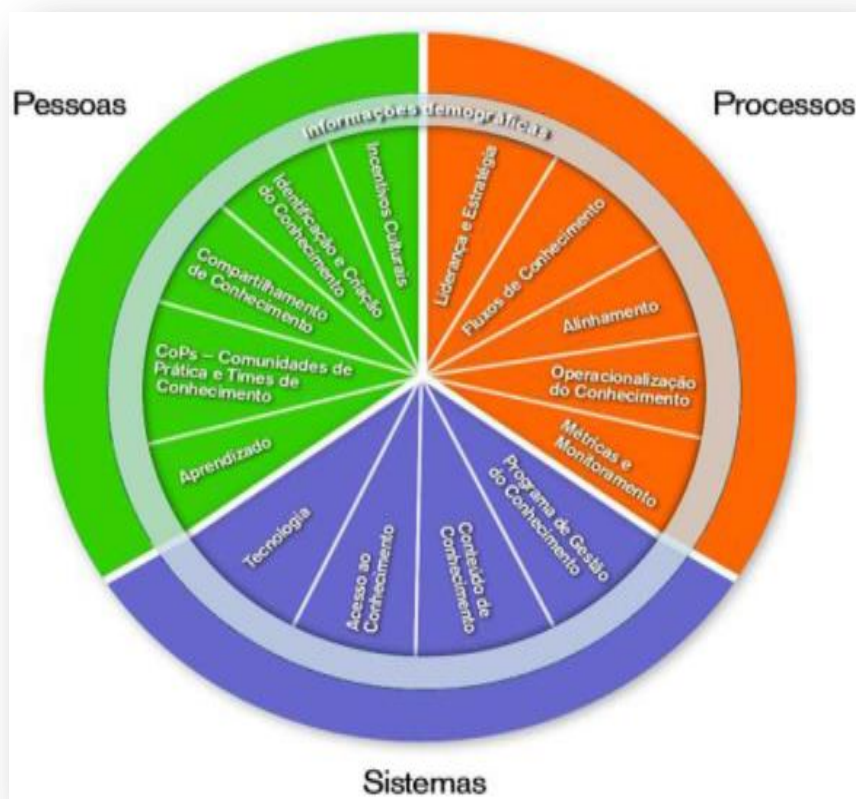 Pessoas
Processos
Informações demográficas
Incentivos Culturais
Identificação e Criação
do Conhecimento
Compartilhamento
de Conhecimento
CoPs – Comunidades de
Prática e Times de
Conhecimento
Aprendizado
Liderança e Estratégia
Fluxos de Conhecimento
Alinhamento
Operacionalização
do Conhecimento
Métricas e
Monitoramento
Programa de Gestão
do Conhecimento
Conteúdo de
Conhecimento
Acesso ao
Conhecimento
Tecnologia
Sistemas